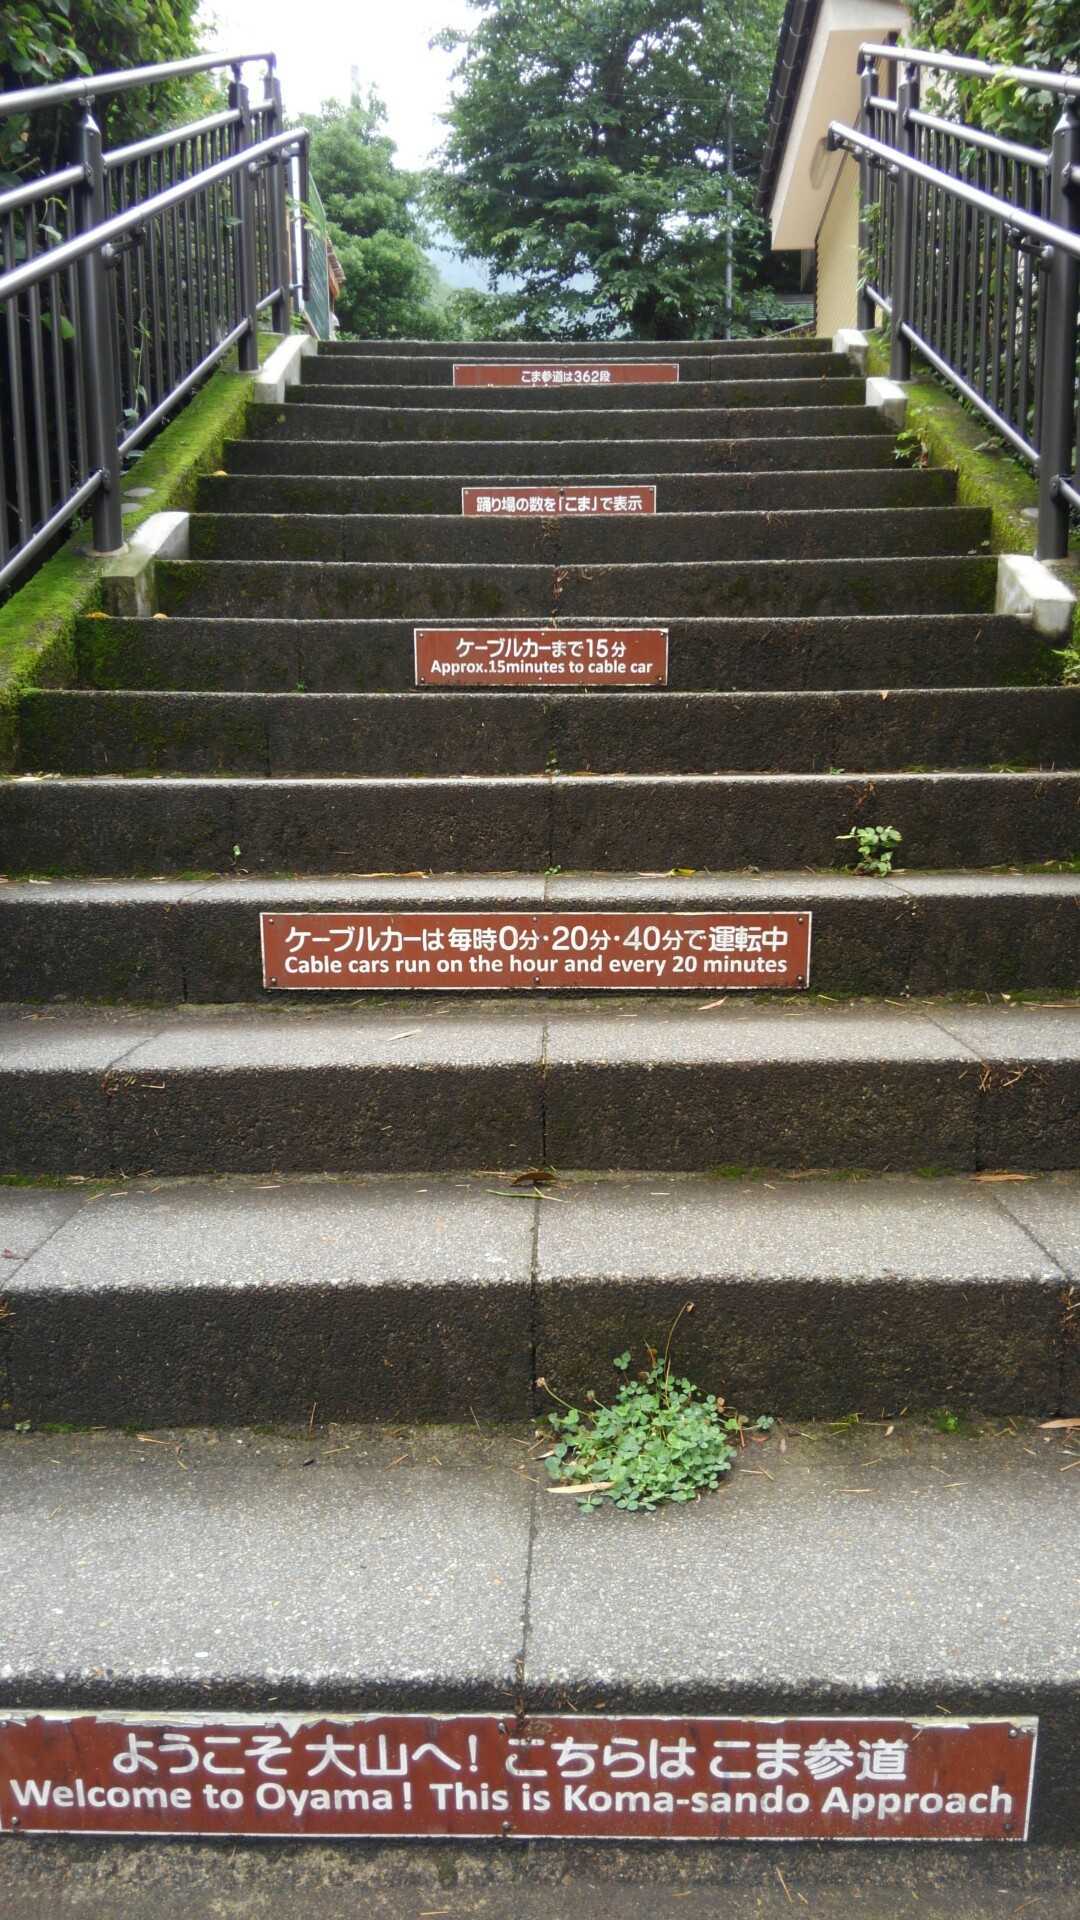 こま参道は362段
踊り場の数を「こま」で表示
ケーブルカーまで15分
Approx.15minutes to cable car
ケーブルカーは毎時0分・20分・40分で運転中
Cable cars run on the hour and every 20 minutes
ようこそ 大山へ! こちらは こま参道
Welcome to Oyama! This is Koma-sando Approach